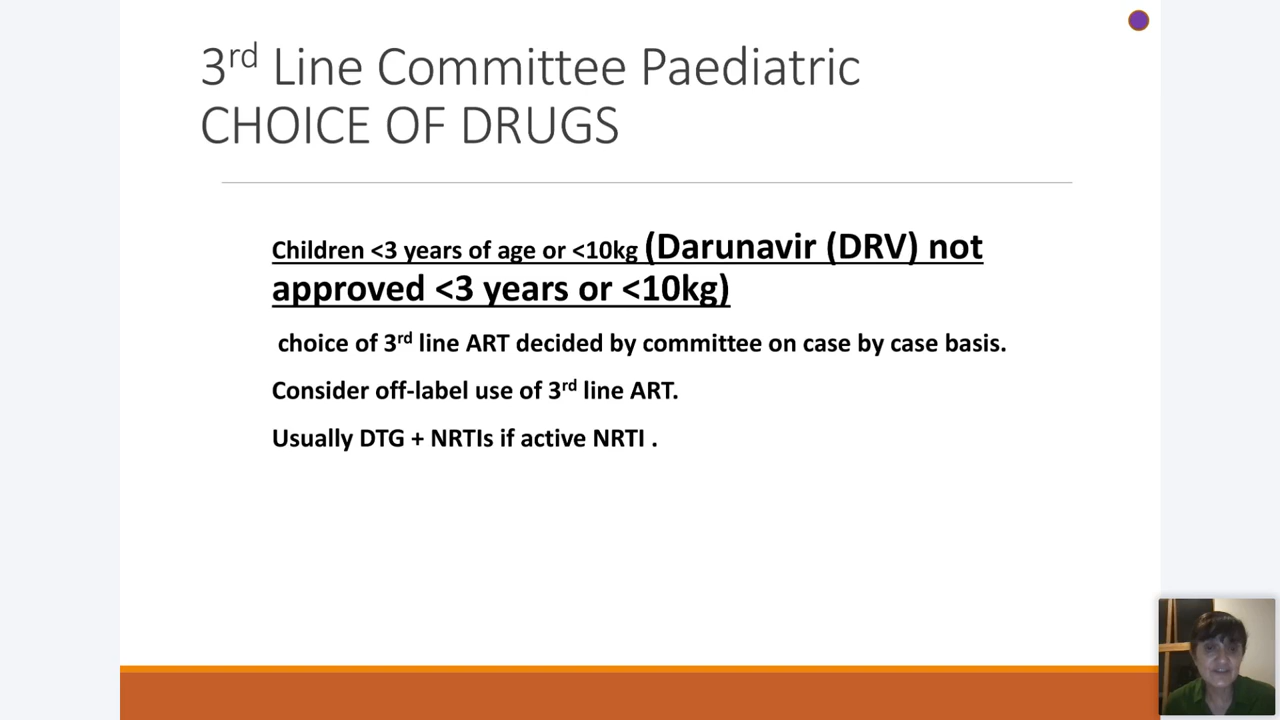 3rd Line Committee Paediatric
CHOICE OF DRUGS
Children <3 years of age or <10kg (Darunavir (DRV) not
approved <3 years or <10kg)
choice of 3rd line ART decided by committee on case by case basis.
Consider off-label use of 3rd line ART.
Usually DTG + NRTIs if active NRTI .